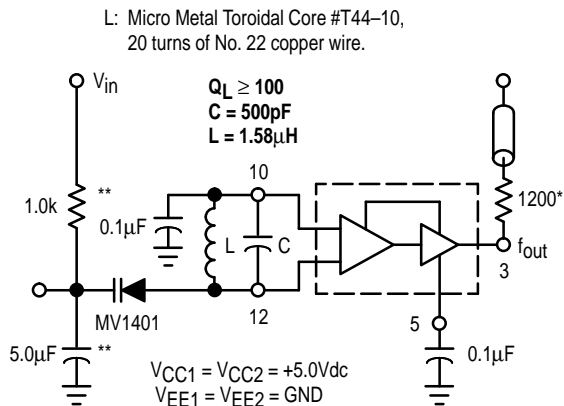 L: Micro Metal Toroidal Core #T44–10,
20 turns of No. 22 copper wire.
Vin
QL ≥ 100
C = 500pF
L = 1.58μH
10
**
1.0k
0.1μF
L
C
1200*
fout
3
12
MV1401
5
5.0μF
**
0.1μF
VCC1 = VCC2 = +5.0Vdc
VEE1 = VEE2 = GND